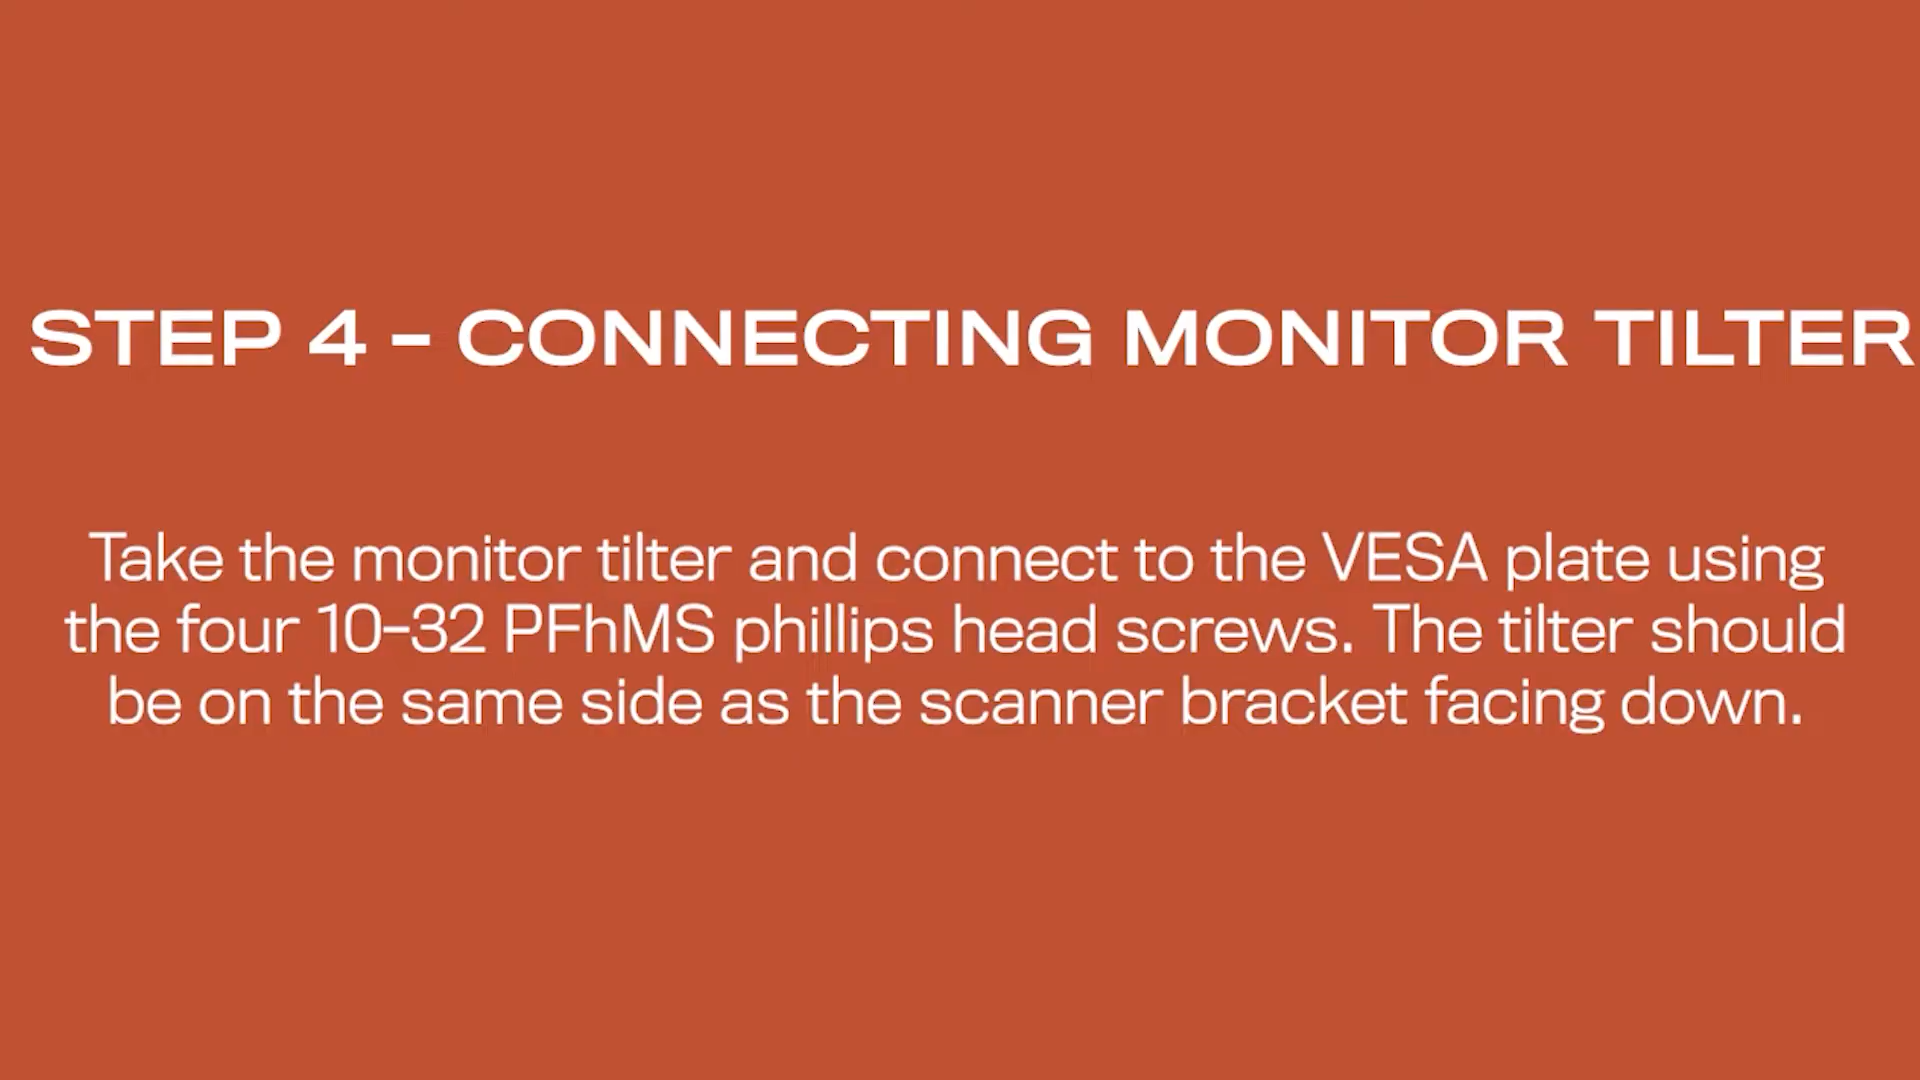 STEP 4 - CONNECTING MONITOR TILTER
Take the monitor tilter and connect to the VESA plate using
the four 10-32 PFhMS phillips head screws. The tilter should
be on the same side as the scanner bracket facing down.